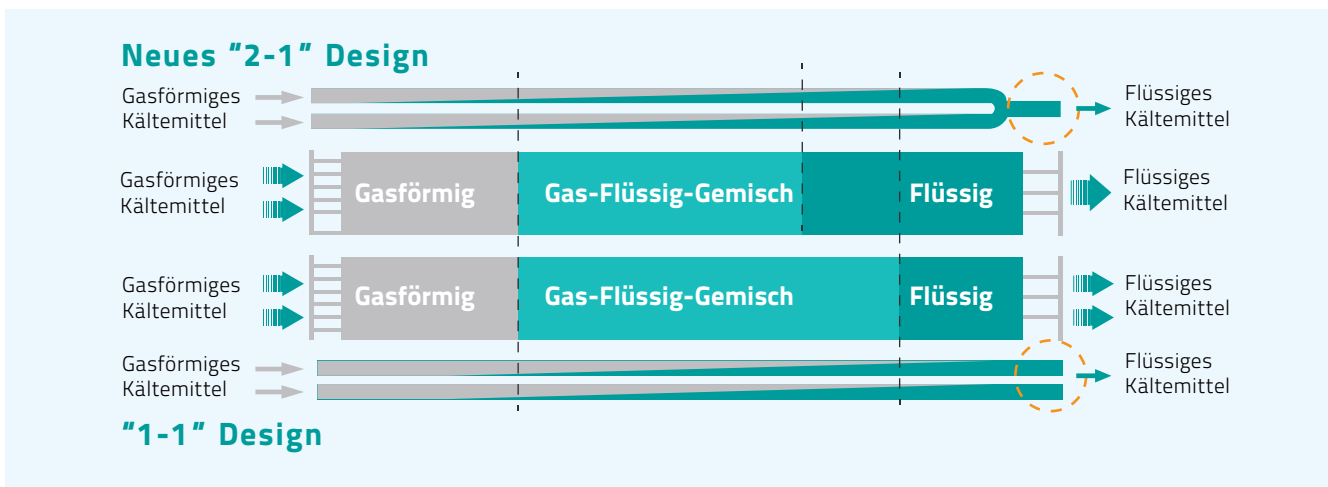 Neues "2-1" Design
Gasförmiges
Kältemittel
Flüssiges
Kältemittel
Gasförmiges
Kältemittel
Gasförmig
Gas-Flüssig-Gemisch
Flüssig
Flüssiges
Kältemittel
Gasförmiges
Kältemittel
Gasförmig
Gas-Flüssig-Gemisch
Flüssig
Flüssiges
Kältemittel
Gasförmiges
Kältemittel
Flüssiges
Kältemittel
"1-1" Design